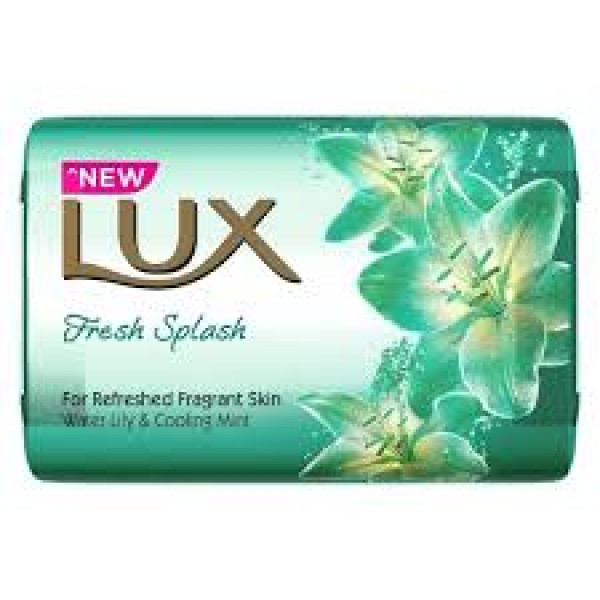 ^NEW
LUX
Fresh Splash
For Refreshed Fragrant Skin
Water Lily & Cooling Mint